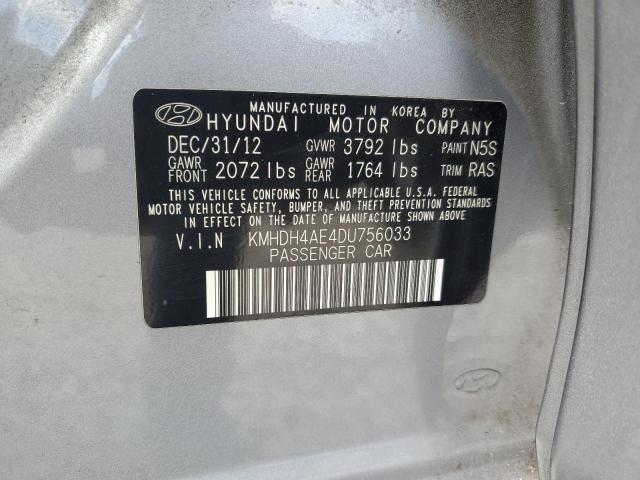 MANUFACTURED IN KOREA BY
HYUNDAI MOTOR COMPANY
DEC/31/12 GVWR 3792 lbs PAINT N5S
GAWR FRONT 2072 lbs GAWR REAR 1764 lbs TRIM RAS
THIS VEHICLE CONFORMS TO ALL APPLICABLE U.S.A. FEDERAL
MOTOR VEHICLE SAFETY, BUMPER, AND THEFT PREVENTION STANDARDS
IN EFFECT ON THE DATE OF MANUFACTURE SHOWN ABOVE.
V.I.N KMHDH4AE4DU756033
PASSENGER CAR